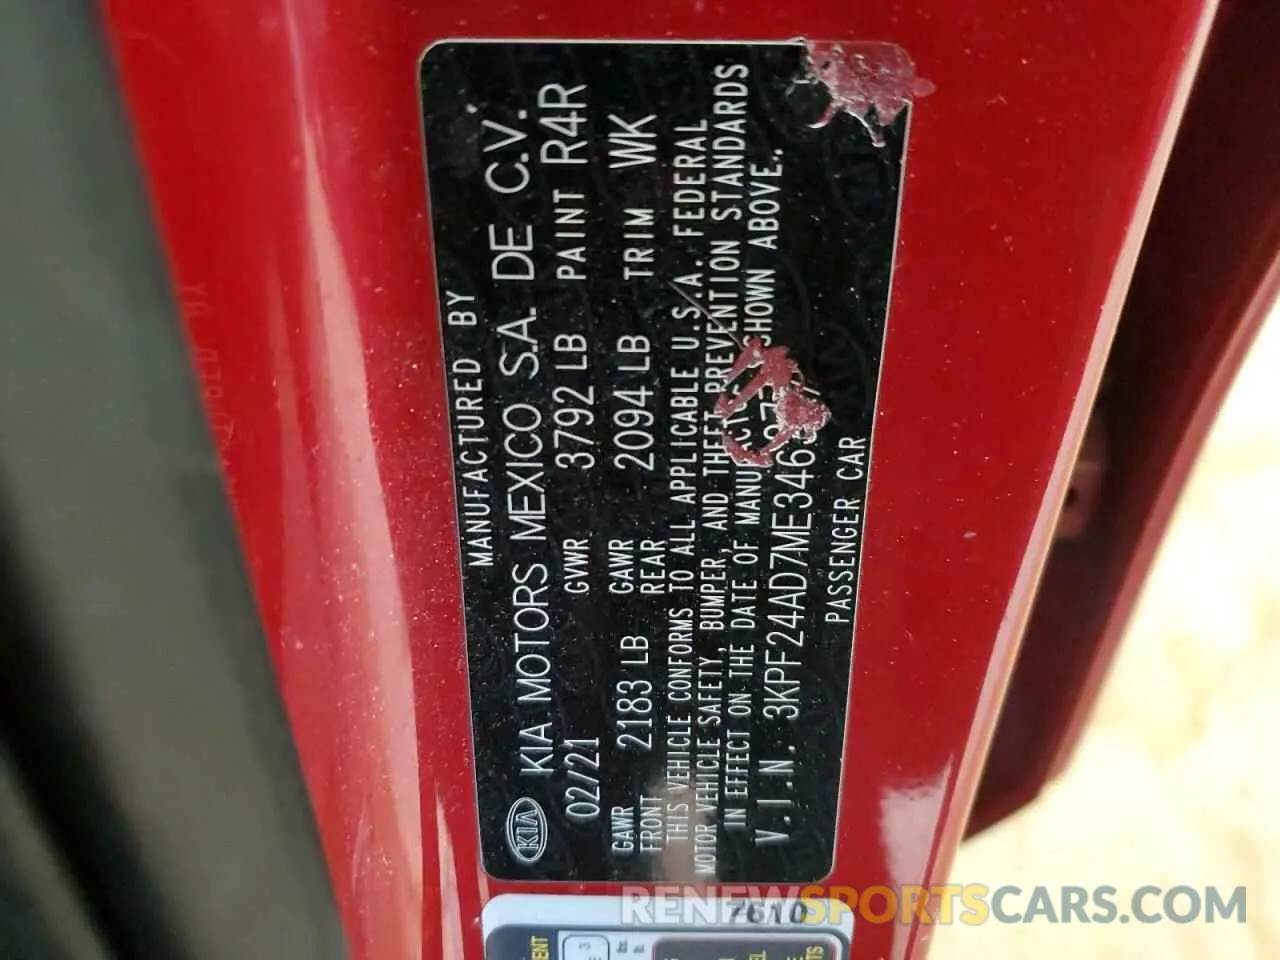 MANUFACTURED BY
KIA KIA MOTORS MEXICO S.A. DE C.V.
02/21 GVWR 3792 LB PAINT R4R
GAWR FRONT 2183 LB GAWR REAR 2094 LB TRIM WK
THIS VEHICLE CONFORMS TO ALL APPLICABLE U.S.A. FEDERAL
MOTOR VEHICLE SAFETY, BUMPER, AND THEFT PREVENTION STANDARDS
IN EFFECT ON THE DATE OF SHOWN ABOVE.
V.I.N. 3KPF24AD7ME346
PASSENGER CAR
7610
RENEWSPORTSCARS.COM